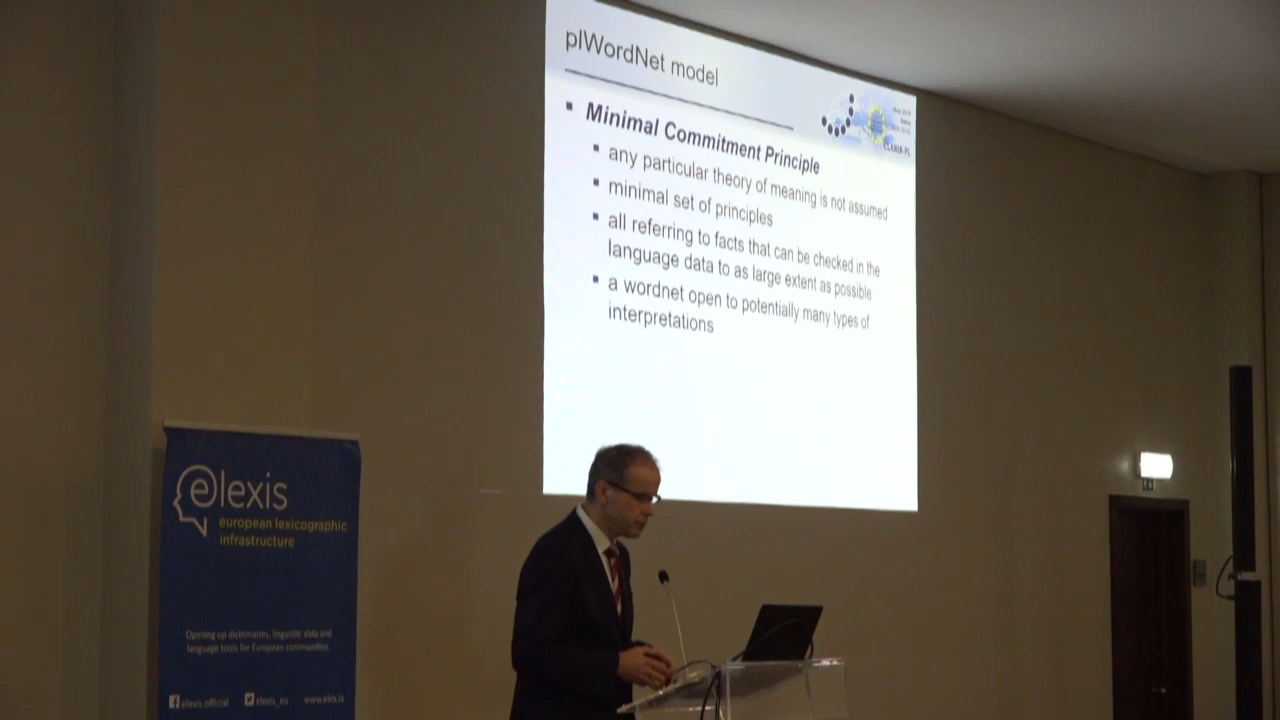 plWordNet model
Minimal Commitment Principle
any particular theory of meaning is not assumed
minimal set of principles
all referring to facts that can be checked in the
language data to as large extent as possible
a wordnet open to potentially many types of
interpretations
CLARIN-PL
elexis
european lexicographic
infrastructure
Opening up dictionaries, linguistic data and
language tools for European communities.
elexis.official elexis_eu www.elex.is